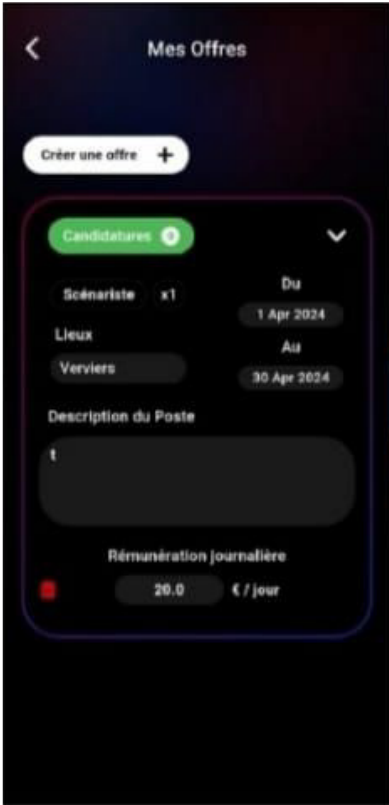 Mes Offres
Créer une offre +
Candidatures 0
Scénariste x1
Du
1 Apr 2024
Lieux
Au
Verviers
30 Apr 2024
Description du Poste
t
Rémunération journalière
20.0 € / jour